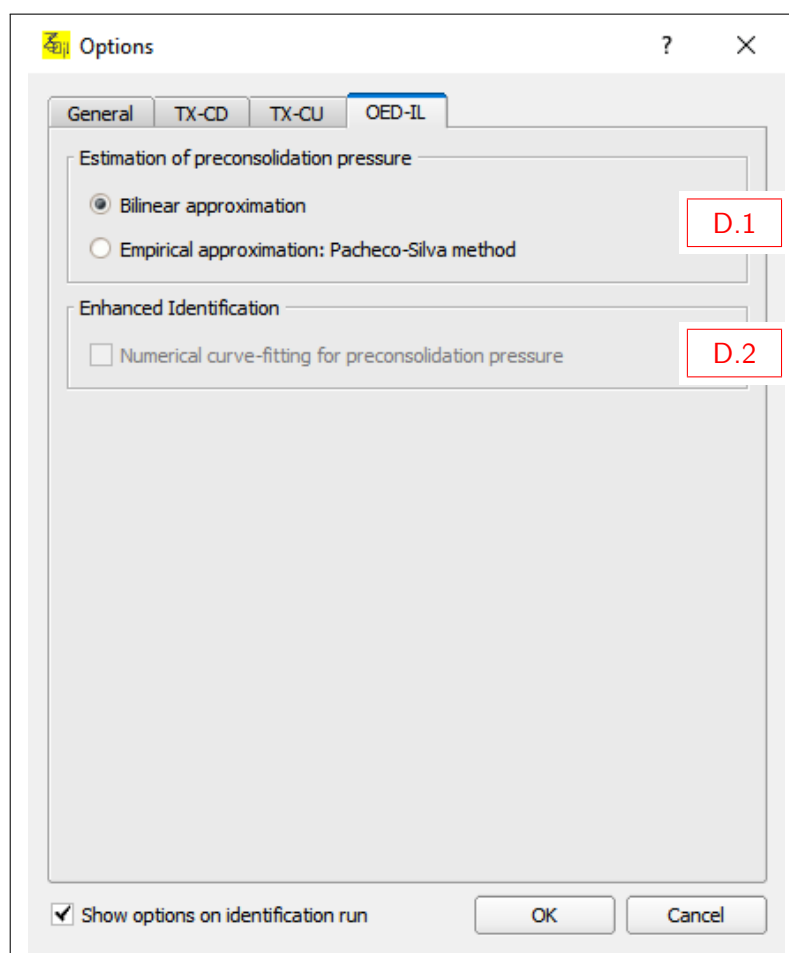 Options
?
General TX-CD TX-CU OED-IL
Estimation of preconsolidation pressure
Bilinear approximation
D.1
Empirical approximation: Pacheco-Silva method
Enhanced Identification
Numerical curve-fitting for preconsolidation pressure
D.2
Show options on identification run OK Cancel